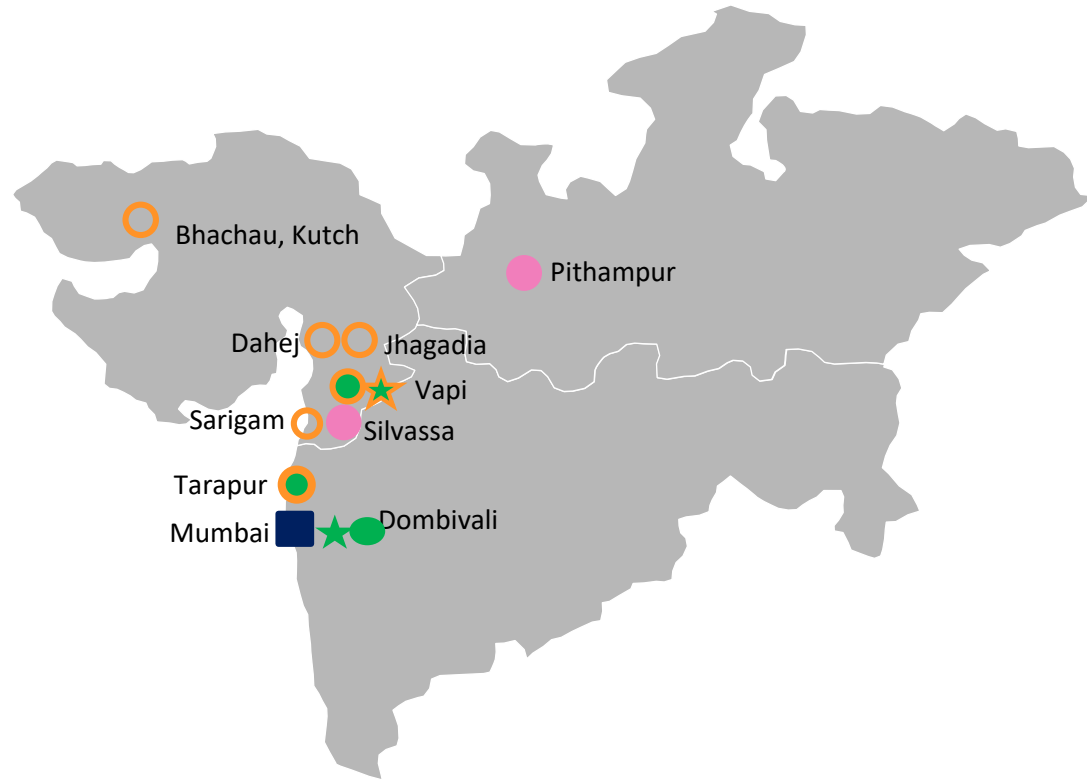 Bhachau, Kutch
Pithampur
Dahej
Jhagadia
Vapi
Sarigam
Silvassa
Tarapur
Dombivali
Mumbai